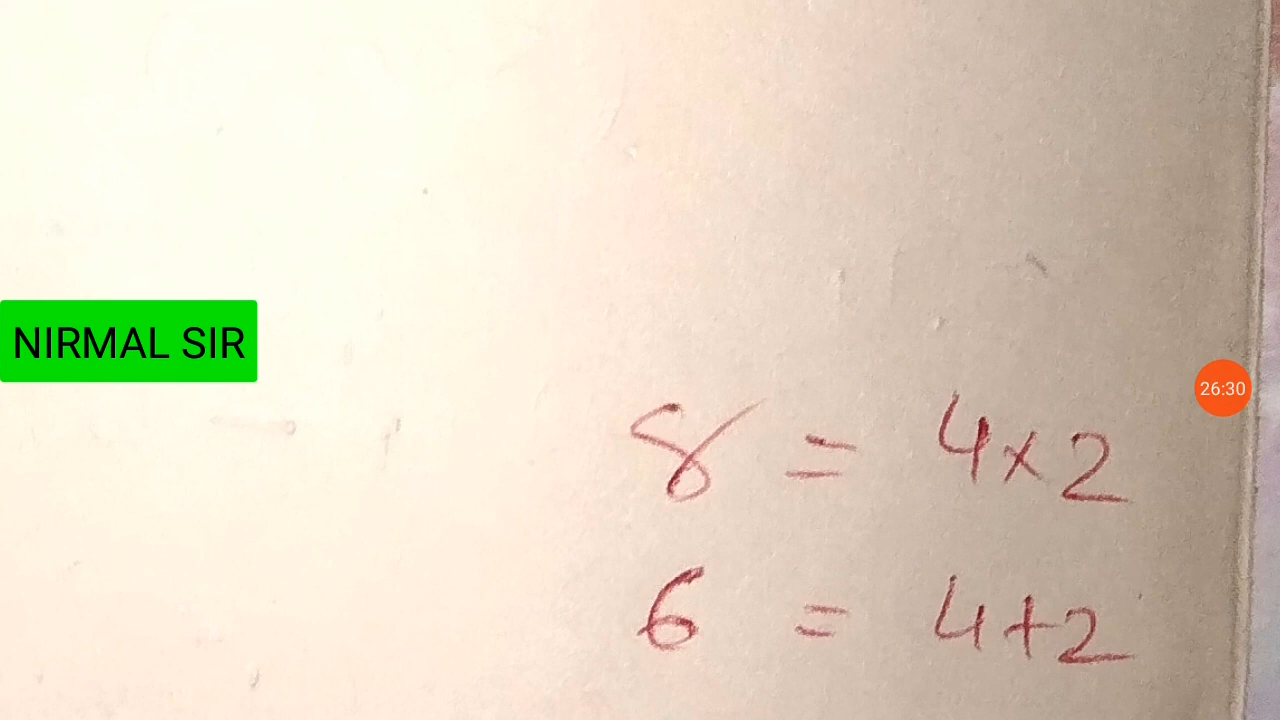 NIRMAL SIR
26:30
8 = 4×2
6 = 4+2